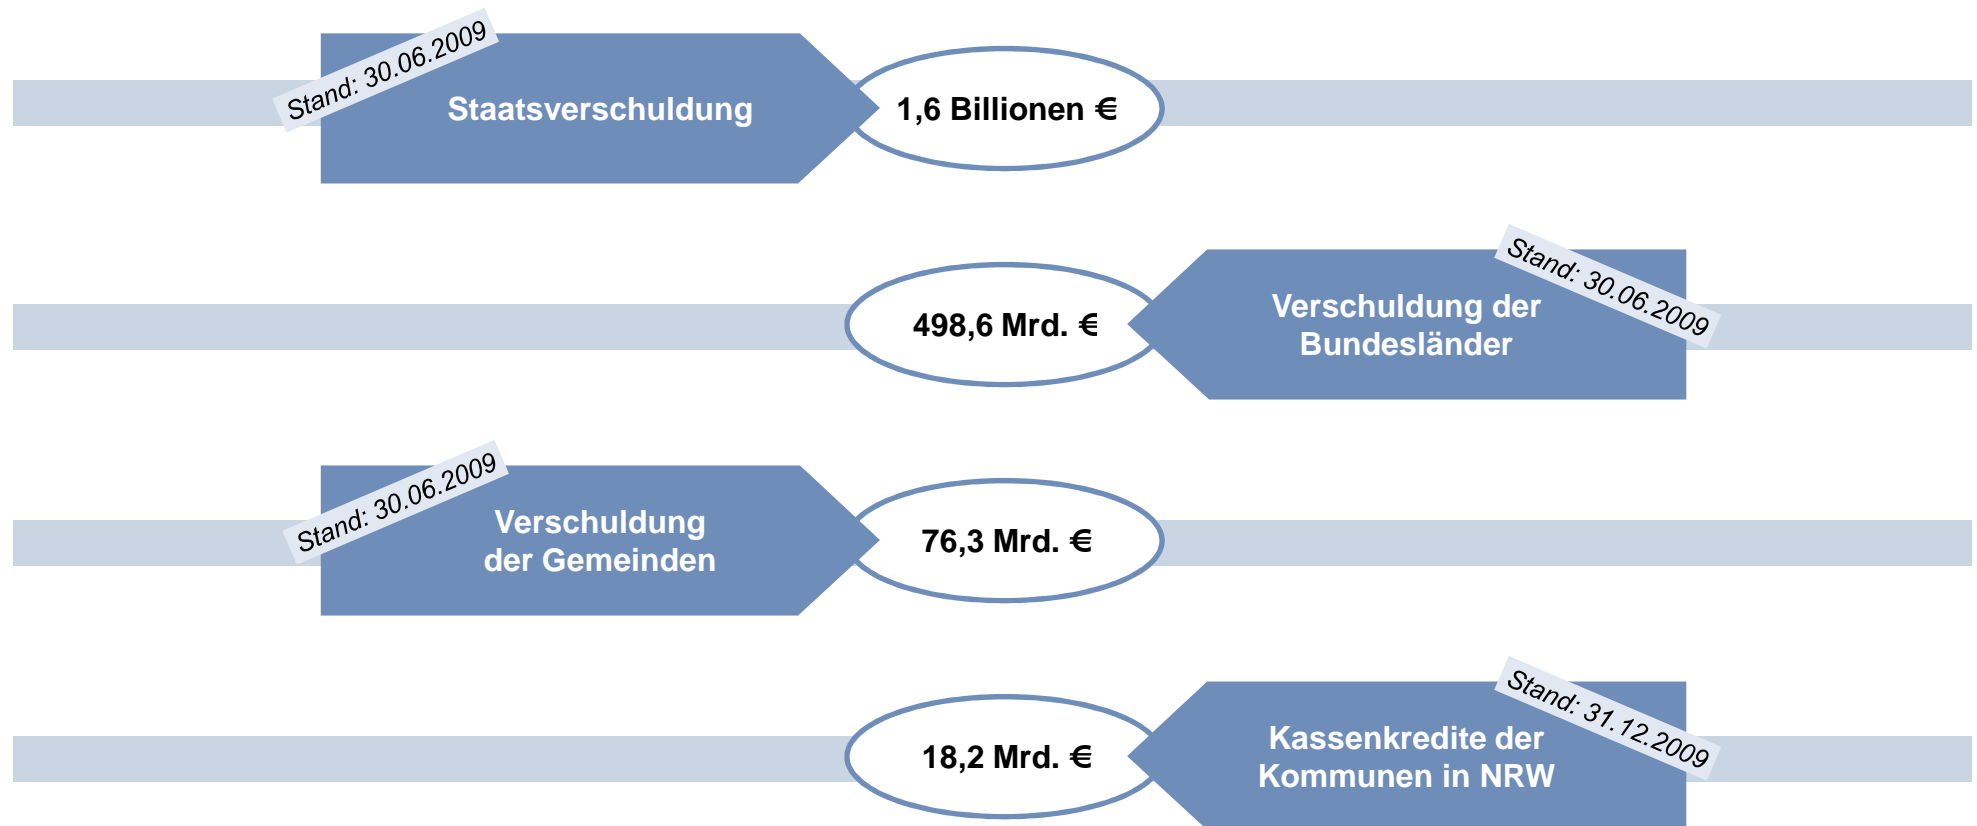 Stand: 30.06.2009
Staatsverschuldung
1,6 Billionen €
498,6 Mrd. €
Stand: 30.06.2009
Verschuldung der
Bundesländer
Stand: 30.06.2009
Verschuldung
der Gemeinden
76,3 Mrd. €
18,2 Mrd. €
Stand: 31.12.2009
Kassenkredite der
Kommunen in NRW